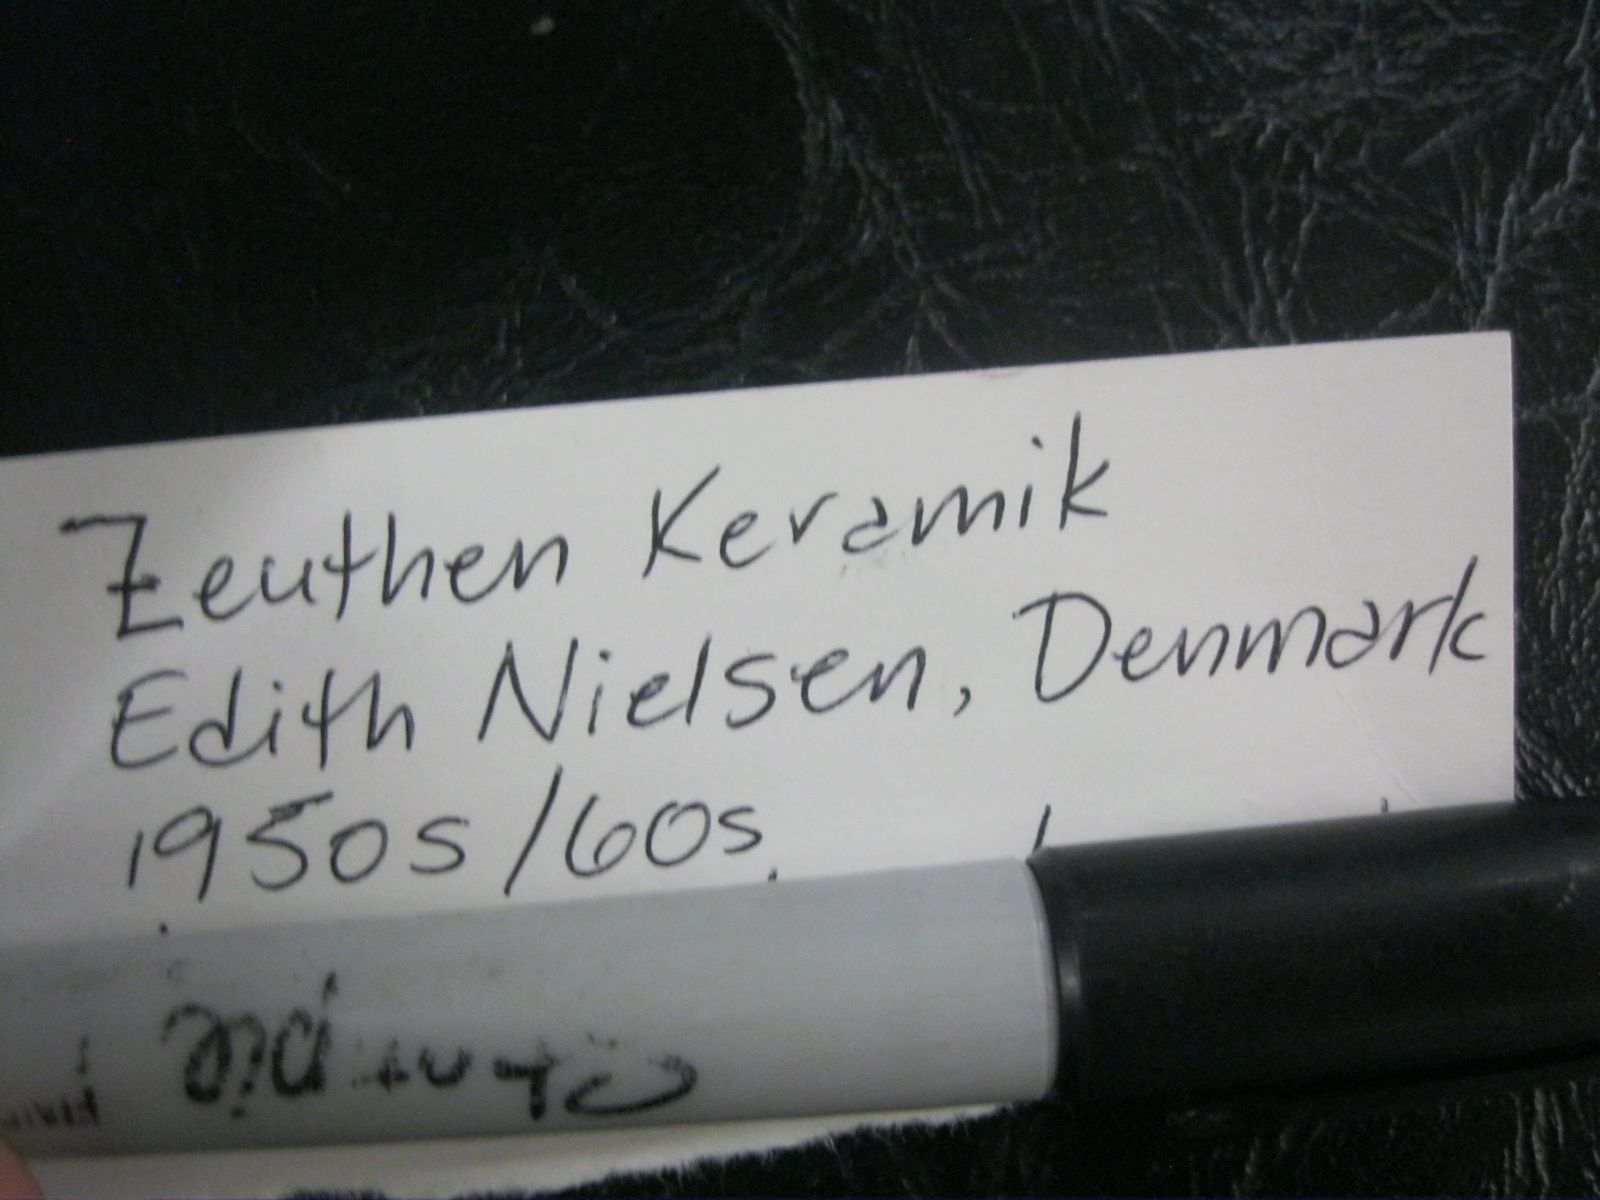 Zeuthen Keramik
Edith Nielsen, Denmark
1950s/60s